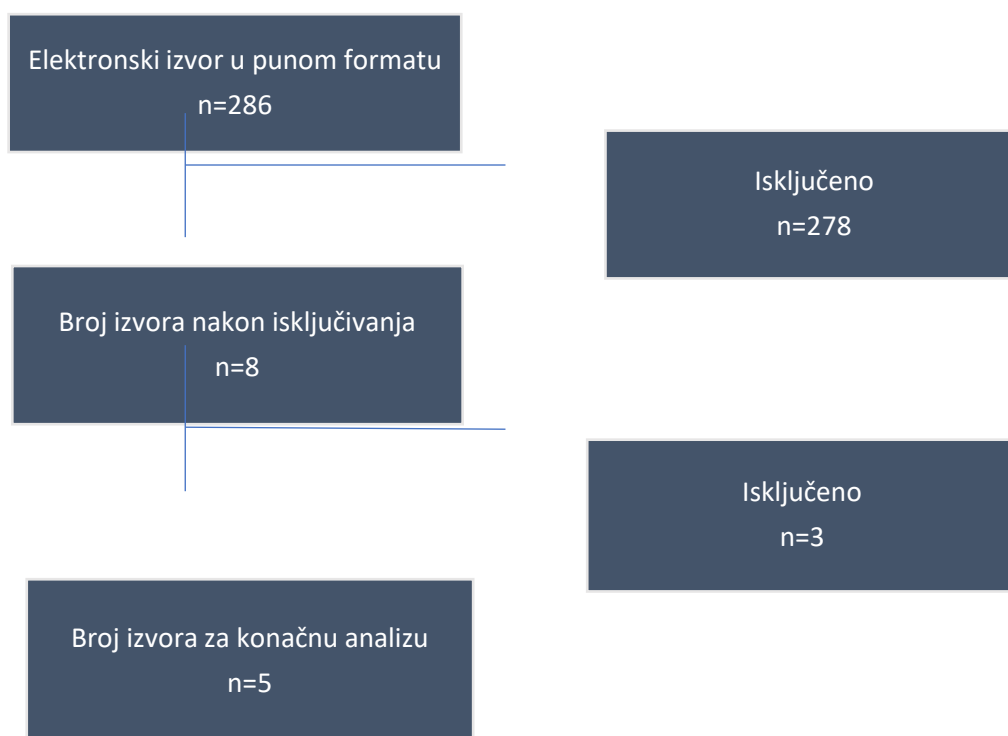 Elektronski izvor u punom formatu
n=286
Isključeno
n=278
Broj izvora nakon isključivanja
n=8
Isključeno
n=3
Broj izvora za konačnu analizu
n=5